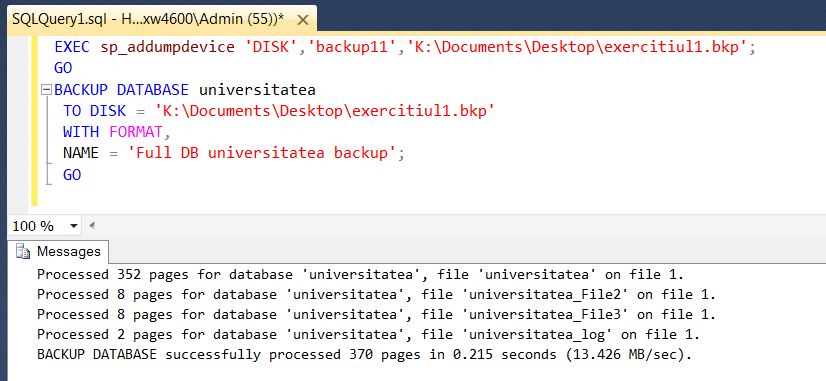 SQLQuery1.sql - H...xw4600\Admin (55))*
EXEC sp_addumpdevice 'DISK','backup11','K:\Documents\Desktop\exercitiul1.bkp';
GO
BACKUP DATABASE universitatea
TO DISK = 'K:\Documents\Desktop\exercitiul1.bkp'
WITH FORMAT,
NAME = 'Full DB universitatea backup';
GO
100 %
Messages
Processed 352 pages for database 'universitatea', file 'universitatea' on file 1.
Processed 8 pages for database 'universitatea', file 'universitatea_File2' on file 1.
Processed 8 pages for database 'universitatea', file 'universitatea_File3' on file 1.
Processed 2 pages for database 'universitatea', file 'universitatea_log' on file 1.
BACKUP DATABASE successfully processed 370 pages in 0.215 seconds (13.426 MB/sec).